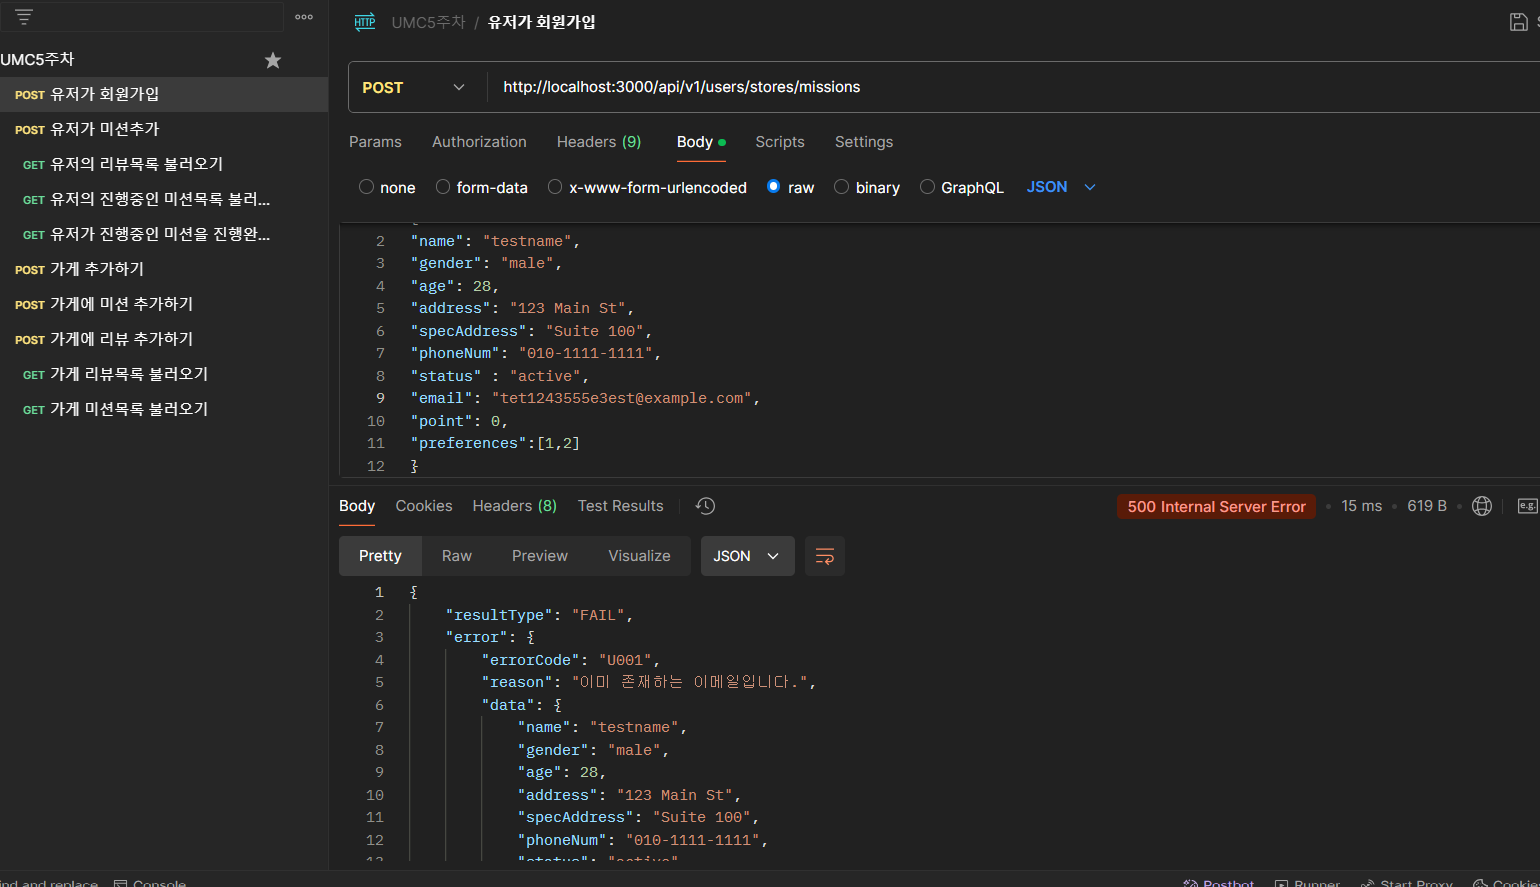 UMC5주차
POST 유저가 회원가입
POST 유저가 미션추가
GET 유저의 리뷰목록 불러오기
GET 유저의 진행중인 미션목록 불러...
GET 유저가 진행중인 미션을 진행완...
POST 가게 추가하기
POST 가게에 미션 추가하기
POST 가게에 리뷰 추가하기
GET 가게 리뷰목록 불러오기
GET 가게 미션목록 불러오기
HTTP UMC5주차 / 유저가 회원가입
POST http://localhost:3000/api/v1/users/stores/missions
Params Authorization Headers (9) Body Scripts Settings
none form-data x-www-form-urlencoded raw binary GraphQL JSON
2 "name": "testname",
3 "gender": "male",
4 "age": 28,
5 "address": "123 Main St",
6 "specAddress": "Suite 100",
7 "phoneNum": "010-1111-1111",
8 "status" : "active",
9 "email": "tet1243555e3est@example.com",
10 "point": 0,
11 "preferences":[1,2]
12 }
Body Cookies Headers (8) Test Results 500 Internal Server Error 15 ms 619 B e.g.
Pretty Raw Preview Visualize JSON
1 {
2 "resultType": "FAIL",
3 "error": {
4 "errorCode": "U001",
5 "reason": "이미 존재하는 이메일입니다.",
6 "data": {
7 "name": "testname",
8 "gender": "male",
9 "age": 28,
10 "address": "123 Main St",
11 "specAddress": "Suite 100",
12 "phoneNum": "010-1111-1111",
13 "status": "active"
ind and replace Console Postbot Runner Start Proxy Cookie